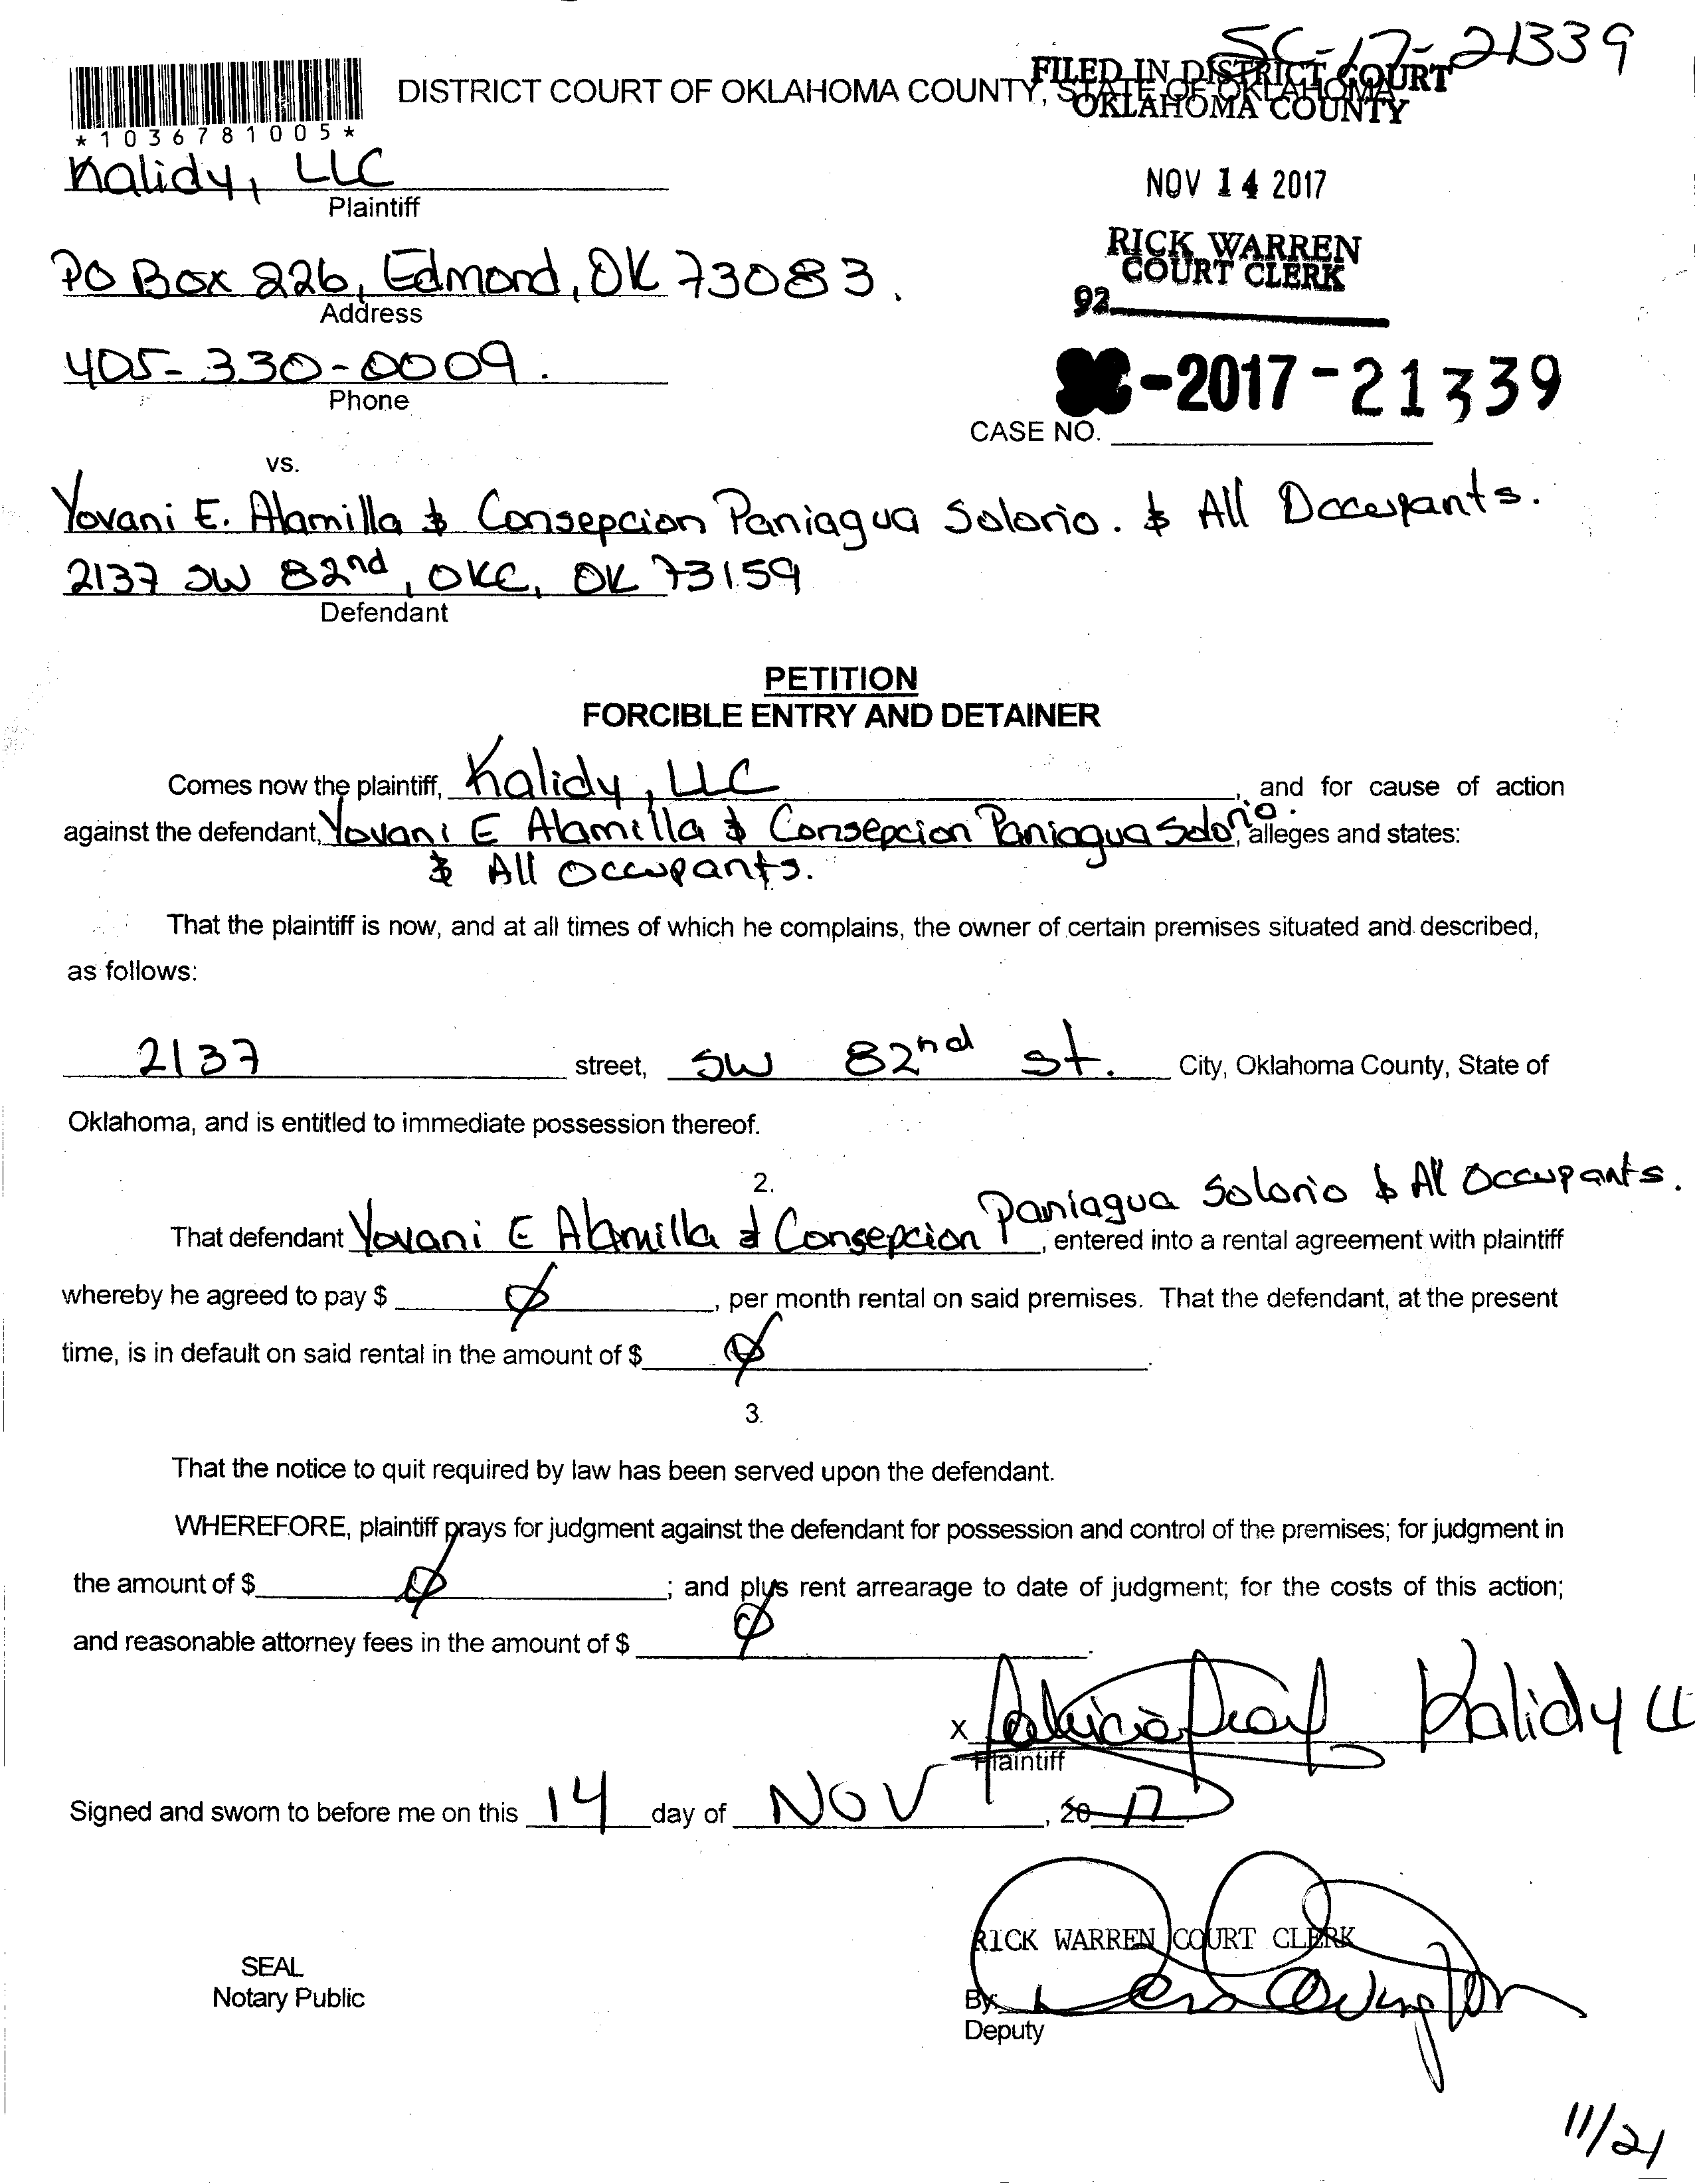 SC-17-21339
DISTRICT COURT OF OKLAHOMA COUNTY, STATE OF OKLAHOMA
FILED IN DISTRICT COURT
OKLAHOMA COUNTY
*1036781005*
Kalidy, LLC
Plaintiff
NOV 14 2017
RICK WARREN
COURT CLERK
92
PO Box 226, Edmond, OK 73083.
Address
405-330-0009.
Phone
SC-2017-21339
CASE NO.
vs.
Yovani E. Alamilla & Consepcion Paniagua Solorio. & All Occupants.
2137 SW 82nd, OKC, OK 73159
Defendant
PETITION
FORCIBLE ENTRY AND DETAINER
Comes now the plaintiff, Kalidy, LLC, and for cause of action
against the defendant, Yovani E Alamilla & Consepcion Paniagua Solorio. alleges and states:
& All Occupants.
That the plaintiff is now, and at all times of which he complains, the owner of certain premises situated and described,
as follows:
2137 street, SW 82nd St. City, Oklahoma County, State of
Oklahoma, and is entitled to immediate possession thereof.
2.
Paniagua Solorio & All Occupants.
That defendant Yovani E Alamilla & Consepcion, entered into a rental agreement with plaintiff
whereby he agreed to pay $ Ø, per month rental on said premises. That the defendant, at the present
time, is in default on said rental in the amount of $ Ø.
3.
That the notice to quit required by law has been served upon the defendant.
WHEREFORE, plaintiff prays for judgment against the defendant for possession and control of the premises; for judgment in
the amount of $ Ø; and plus rent arrearage to date of judgment; for the costs of this action;
and reasonable attorney fees in the amount of $ Ø.
X Kalidy LL
Plaintiff
Signed and sworn to before me on this 14 day of NOV, 20 17
RICK WARREN COURT CLERK
SEAL
Notary Public
By: Covington
Deputy
11/21